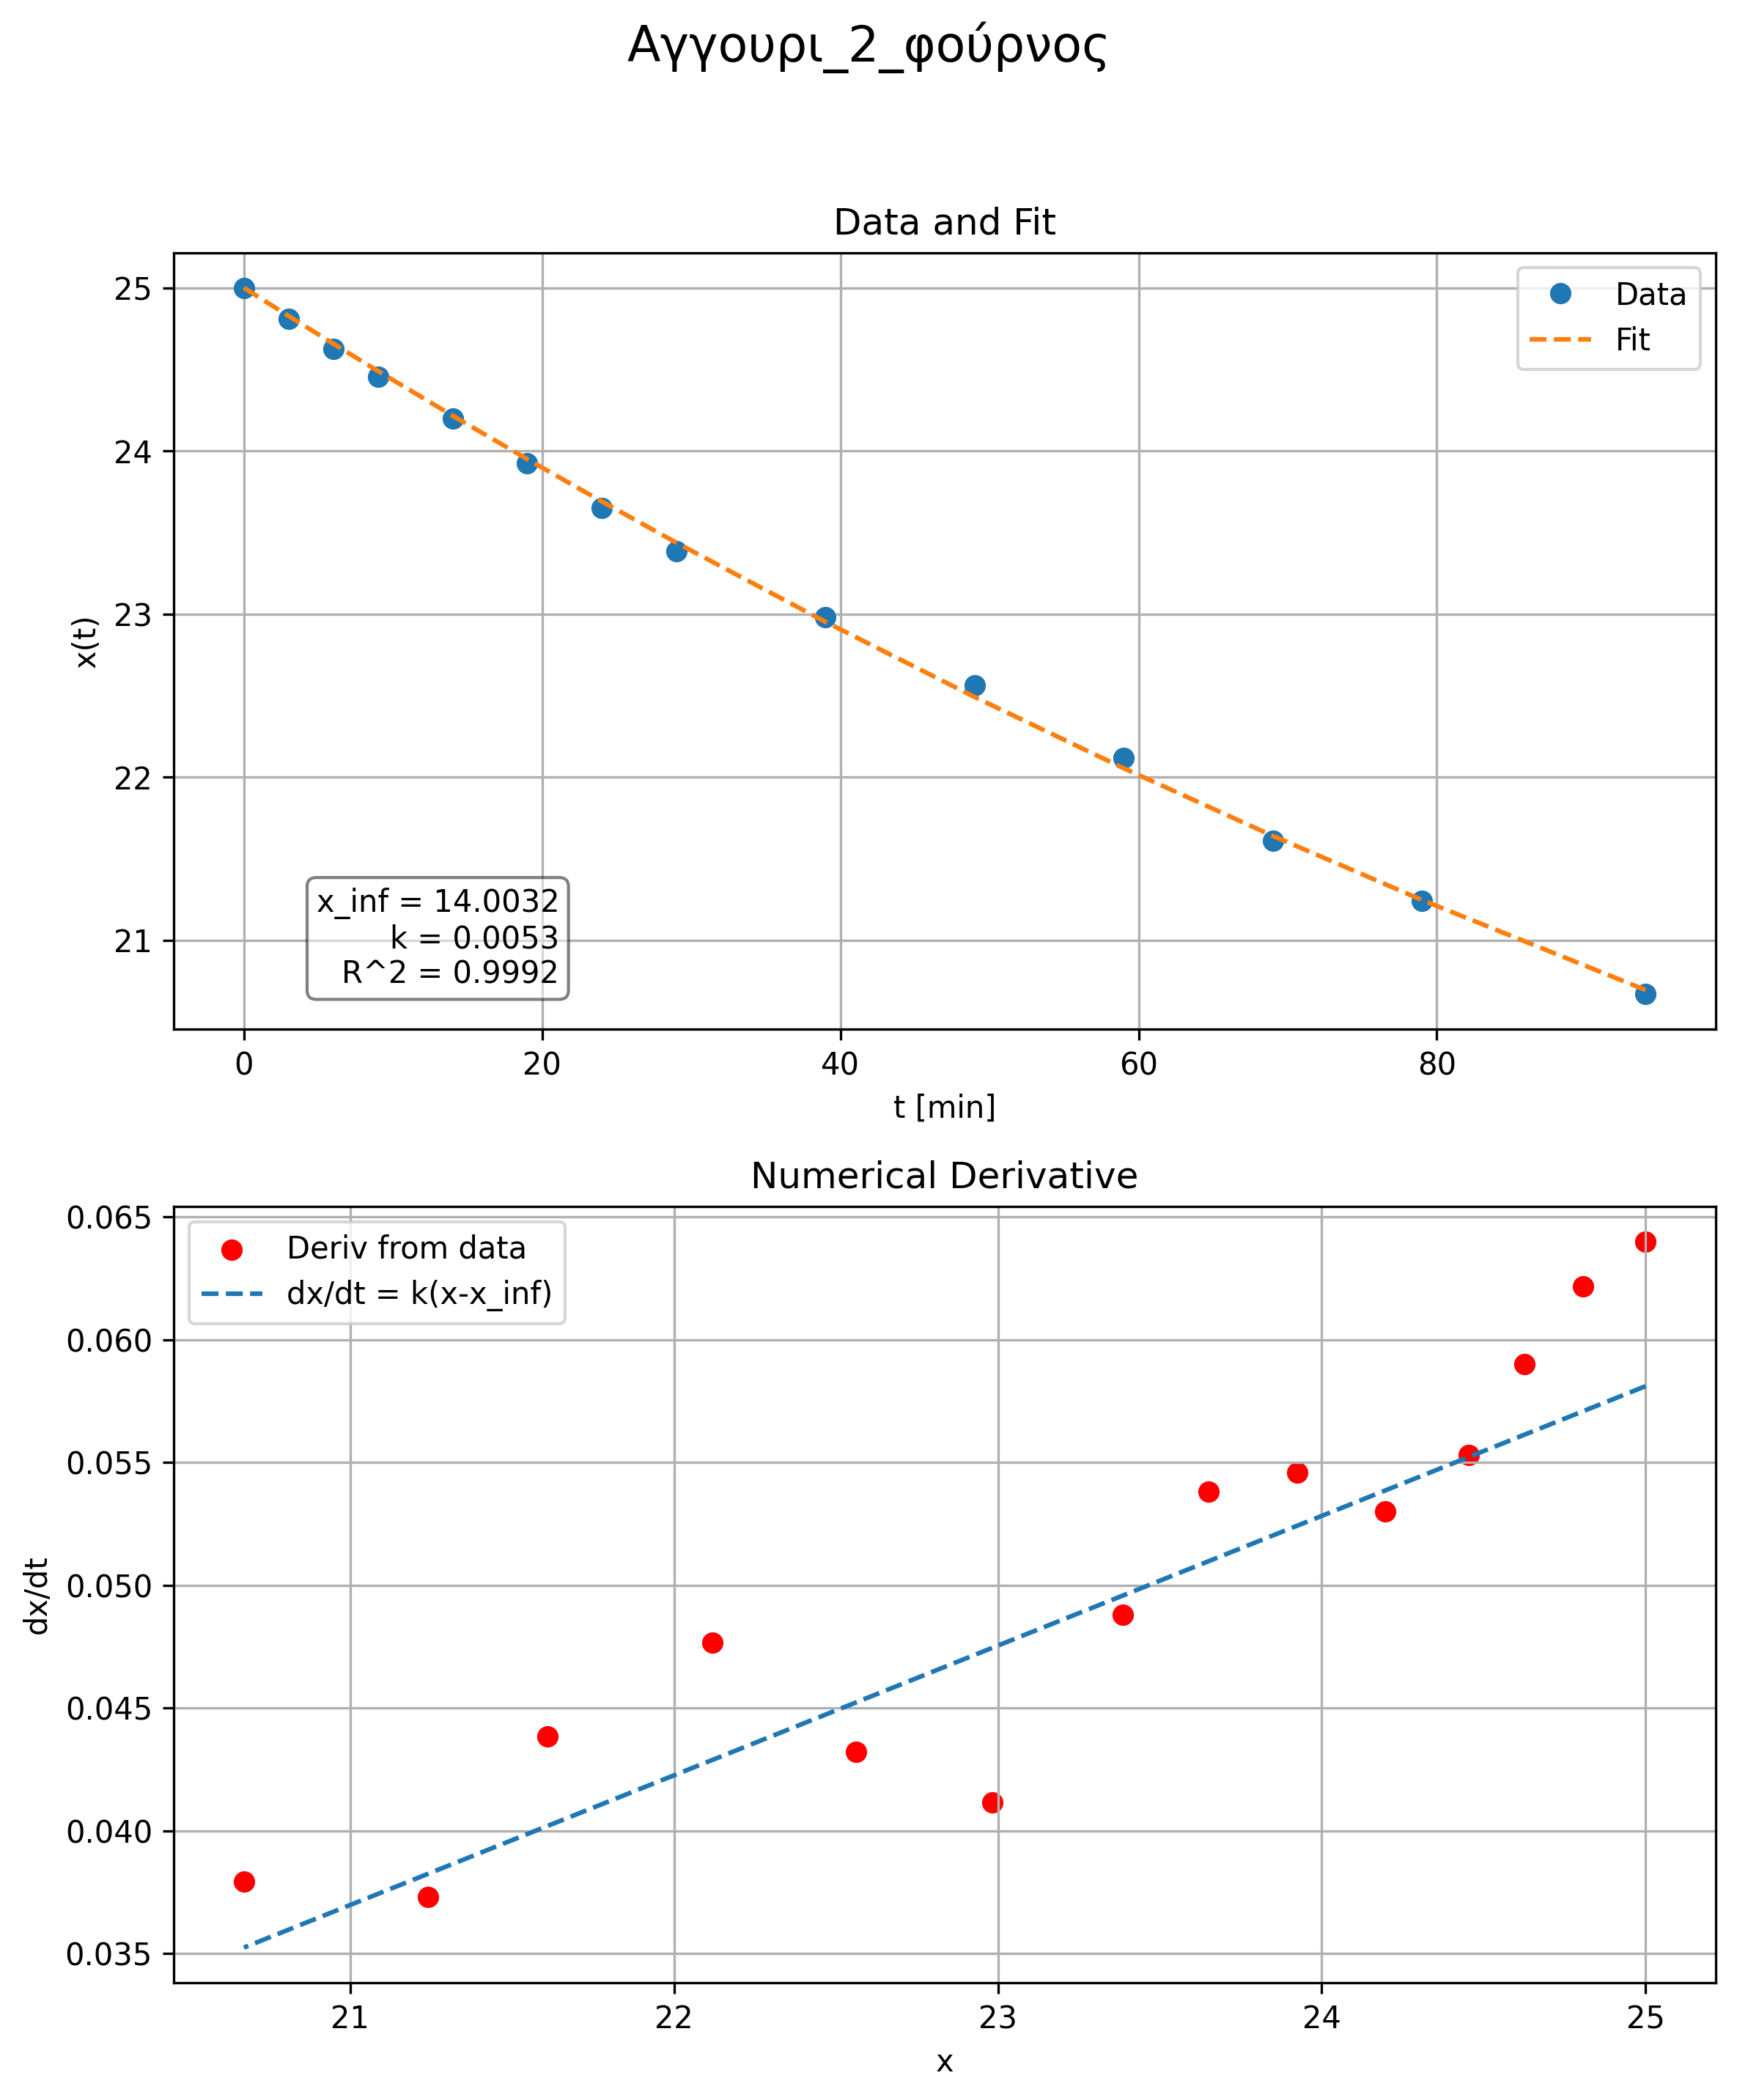 Αγγουρι_2_φούρνος
Data and Fit
25
24
23
22
21
x(t)
Data
Fit
x_inf = 14.0032
k = 0.0053
R^2 = 0.9992
0 20 40 60 80
t [min]
Numerical Derivative
0.065
0.060
0.055
0.050
0.045
0.040
0.035
dx/dt
Deriv from data
dx/dt = k(x-x_inf)
21 22 23 24 25
x